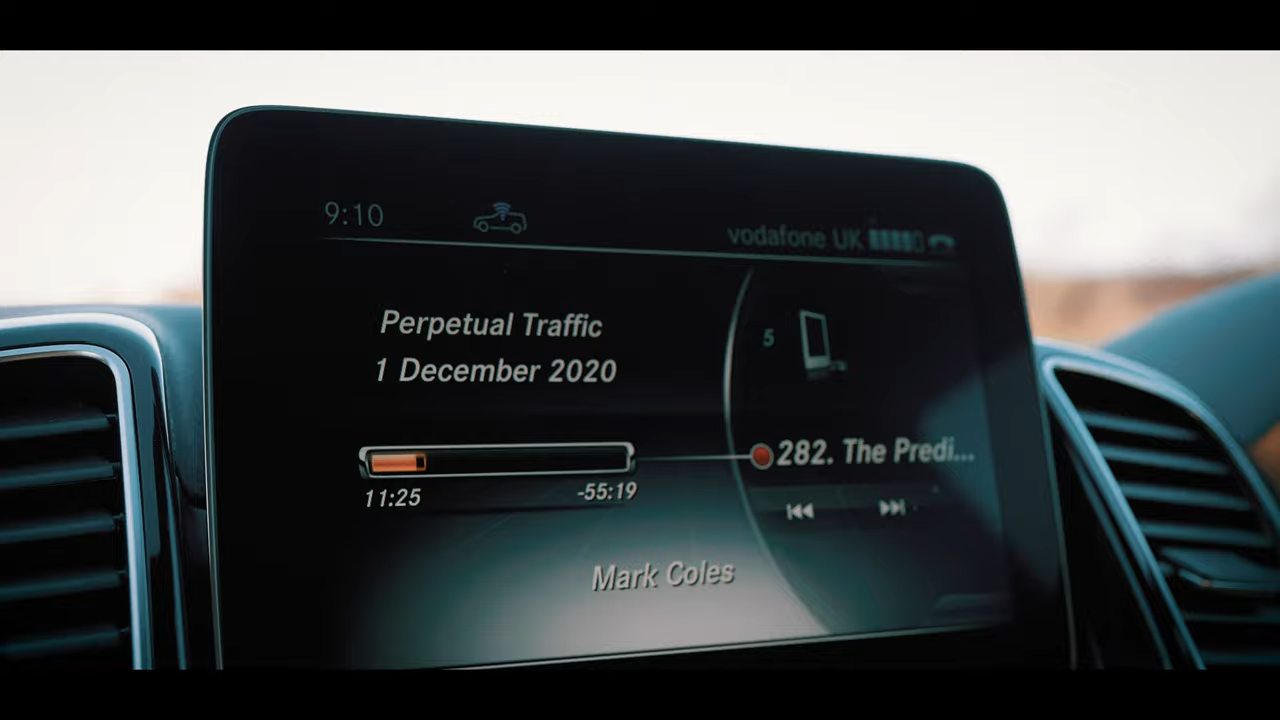 9:10
vodafone UK
Perpetual Traffic
1 December 2020
5
282. The Predi...
11:25
-55:19
Mark Coles